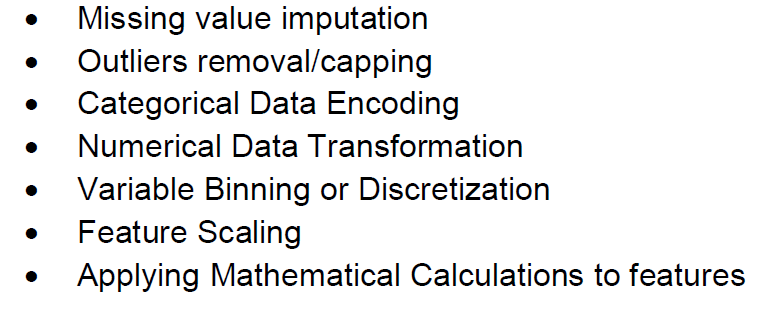 • Missing value imputation
• Outliers removal/capping
• Categorical Data Encoding
• Numerical Data Transformation
• Variable Binning or Discretization
• Feature Scaling
• Applying Mathematical Calculations to features